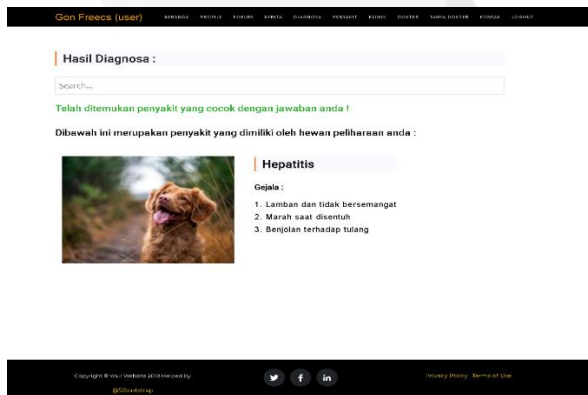 Gon Freecs (user)
BERANDA PROFILE FORUM BERITA DIAGNOSA PENYAKIT KLINIK DOKTER TANYA DOKTER KONTAK LOGOUT
Hasil Diagnosa :
Search...
Telah ditemukan penyakit yang cocok dengan jawaban anda !
Dibawah ini merupakan penyakit yang dimiliki oleh hewan peliharaan anda :
Hepatitis
Gejala :
1. Lamban dan tidak bersemangat
2. Marah saat disentuh
3. Benjolan terhadap tulang
Copyright © Your Website 2019 Helped by
Privacy Policy Terms of Use